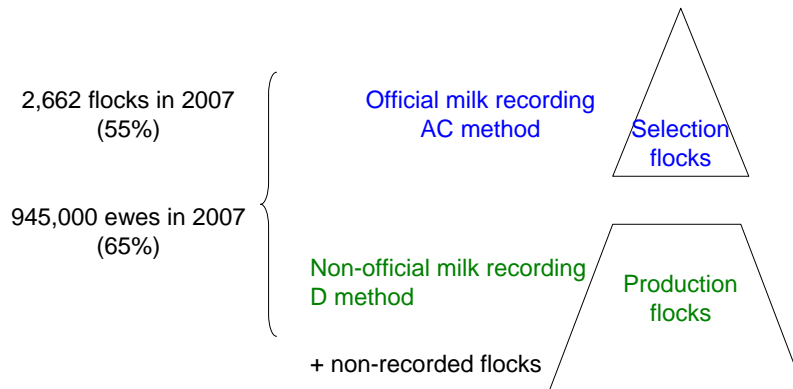 2,662 flocks in 2007
(55%)
945,000 ewes in 2007
(65%)
Official milk recording
AC method
Selection
flocks
Non-official milk recording
D method
Production
flocks
+ non-recorded flocks